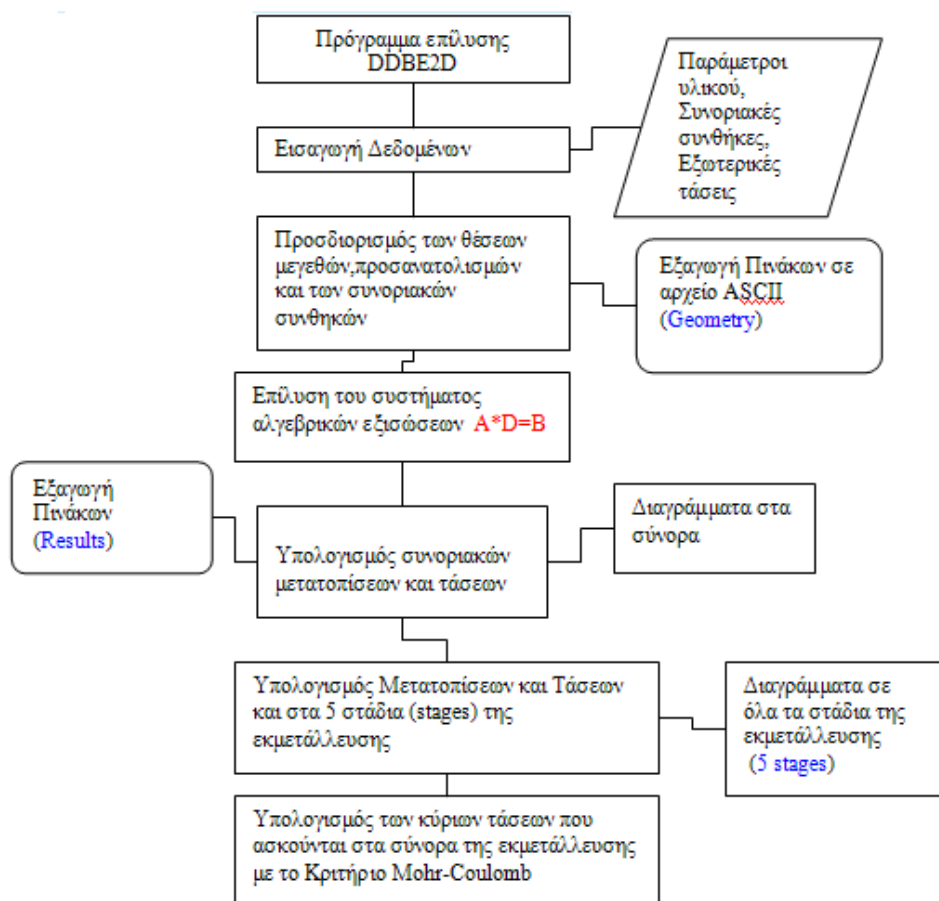 Πρόγραμμα επίλυσης
DDBE2D
Παράμετροι
υλικού,
Συνοριακές
συνθήκες,
Εξωτερικές
τάσεις
Εισαγωγή Δεδομένων
Προσδιορισμός των θέσεων
μεγεθών,προσανατολισμών
και των συνοριακών
συνθηκών
Εξαγωγή Πινάκων σε
αρχείο ASCII
(Geometry)
Επίλυση του συστήματος
αλγεβρικών εξισώσεων A*D=B
Εξαγωγή
Πινάκων
(Results)
Διαγράμματα στα
σύνορα
Υπολογισμός συνοριακών
μετατοπίσεων και τάσεων
Υπολογισμός Μετατοπίσεων και Τάσεων
και στα 5 στάδια (stages) της
εκμετάλλευσης
Διαγράμματα σε
όλα τα στάδια της
εκμετάλλευσης
(5 stages)
Υπολογισμός των κύριων τάσεων που
ασκούνται στα σύνορα της εκμετάλλευσης
με το Κριτήριο Mohr-Coulomb